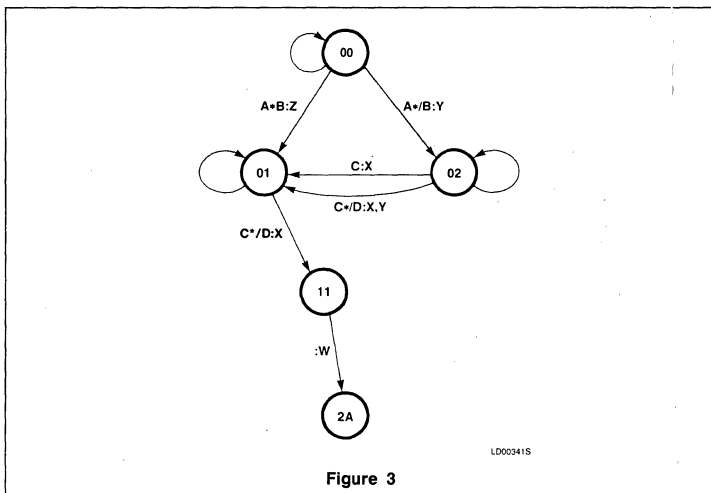 00
A*B:Z
A*/B:Y
01
C:X
02
C*/D:X,Y
C*/D:X
11
:W
2A
LD00341S
Figure 3